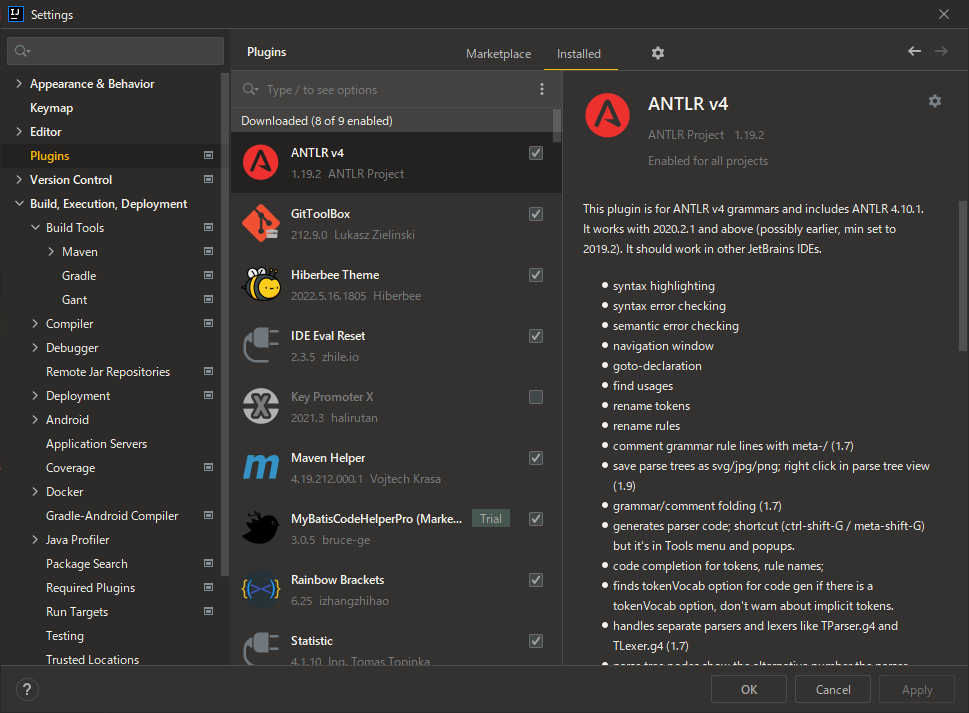 Settings
Appearance & Behavior
Keymap
Editor
Plugins
Version Control
Build, Execution, Deployment
Build Tools
Maven
Gradle
Gant
Compiler
Debugger
Remote Jar Repositories
Deployment
Android
Application Servers
Coverage
Docker
Gradle-Android Compiler
Java Profiler
Package Search
Required Plugins
Run Targets
Testing
Trusted Locations
Plugins
Marketplace
Installed
Type / to see options
Downloaded (8 of 9 enabled)
ANTLR v4
1.19.2 ANTLR Project
GitToolBox
212.9.0 Lukasz Zielinski
Hiberbee Theme
2022.5.16.1805 Hiberbee
IDE Eval Reset
2.3.5 zhile.io
Key Promoter X
2021.3 halirutan
Maven Helper
4.19.212.000.1 Vojtech Krasa
MyBatisCodeHelperPro (Marke... Trial
3.0.5 bruce-ge
Rainbow Brackets
6.25 izhangzhihao
Statistic
4.1.10 Ing. Tomas Topinka
ANTLR v4
ANTLR Project 1.19.2
Enabled for all projects
This plugin is for ANTLR v4 grammars and includes ANTLR 4.10.1.
It works with 2020.2.1 and above (possibly earlier, min set to
2019.2). It should work in other JetBrains IDEs.
• syntax highlighting
• syntax error checking
• semantic error checking
• navigation window
• goto-declaration
• find usages
• rename tokens
• rename rules
• comment grammar rule lines with meta-/ (1.7)
• save parse trees as svg/jpg/png; right click in parse tree view
(1.9)
• grammar/comment folding (1.7)
• generates parser code; shortcut (ctrl-shift-G / meta-shift-G)
but it's in Tools menu and popups.
• code completion for tokens, rule names;
• finds tokenVocab option for code gen if there is a
tokenVocab option, don't warn about implicit tokens.
• handles separate parsers and lexers like TParser.g4 and
TLexer.g4 (1.7)
• parse tree nodes show the alternative number the parser
?
OK
Cancel
Apply